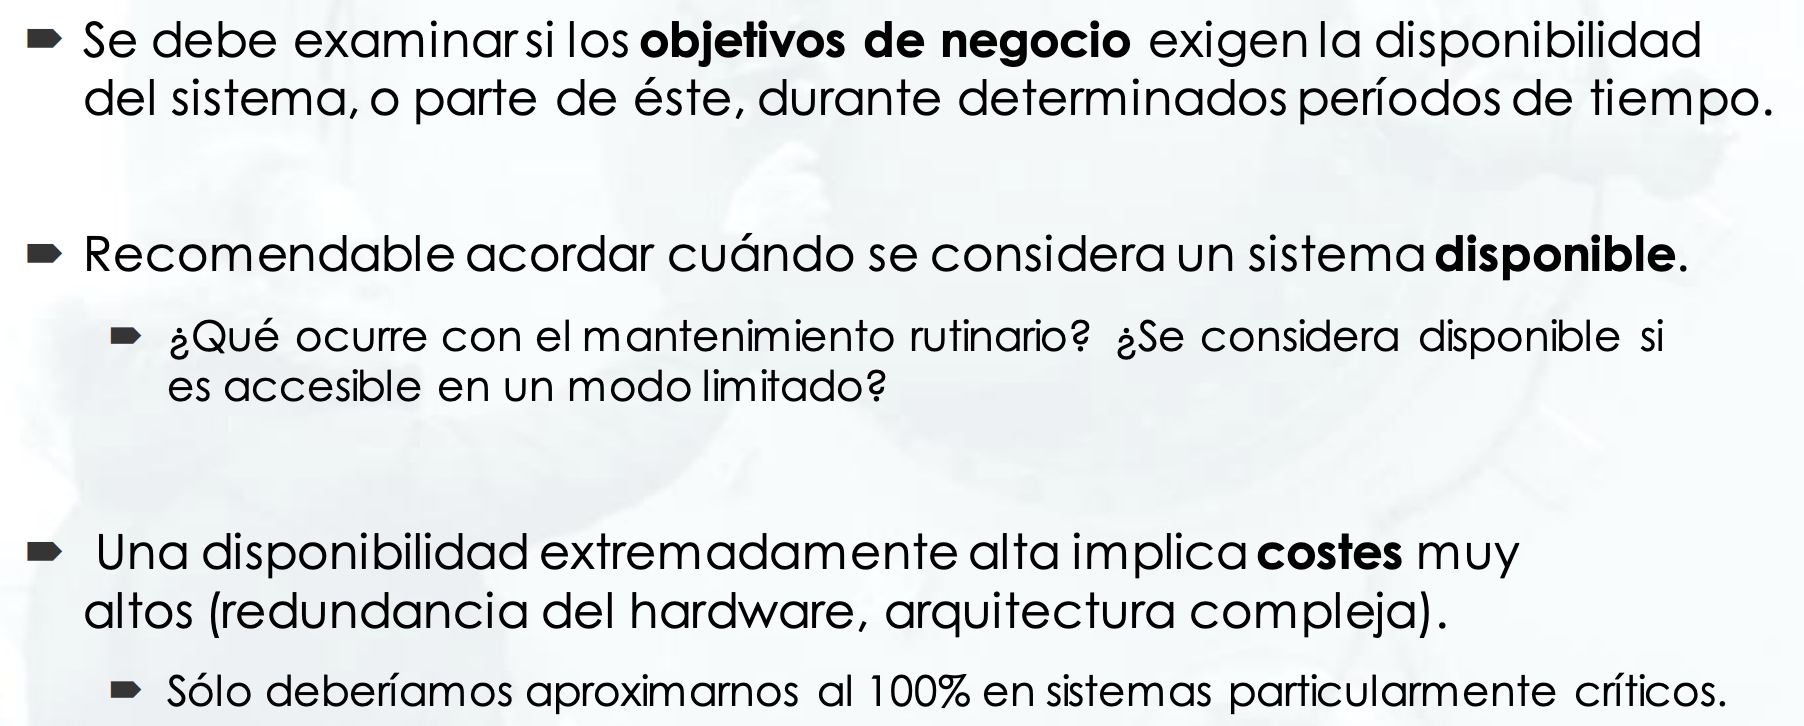 Se debe examinar si los objetivos de negocio exigen la disponibilidad
del sistema, o parte de éste, durante determinados períodos de tiempo.
Recomendable acordar cuándo se considera un sistema disponible.
¿Qué ocurre con el mantenimiento rutinario? ¿Se considera disponible si
es accesible en un modo limitado?
Una disponibilidad extremadamente alta implica costes muy
altos (redundancia del hardware, arquitectura compleja).
Sólo deberíamos aproximarnos al 100% en sistemas particularmente críticos.